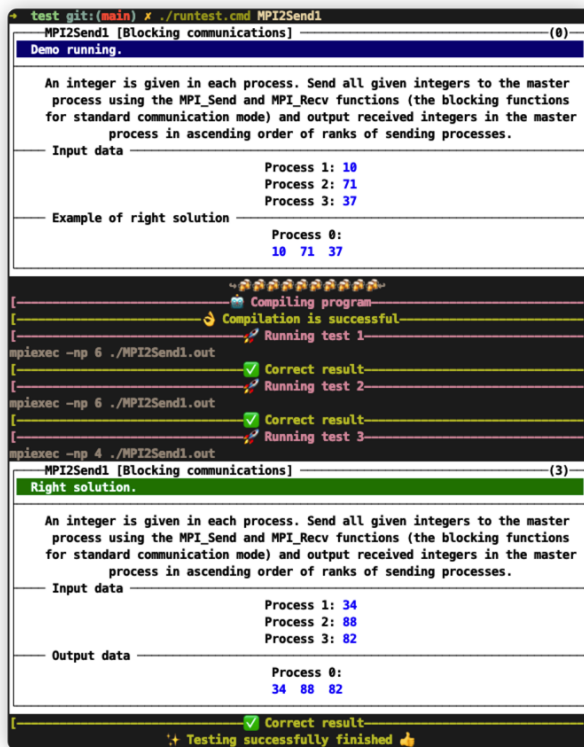 → test git:(main) ✗ ./runtest.cmd MPI2Send1
MPI2Send1 [Blocking communications] (0)
Demo running.
An integer is given in each process. Send all given integers to the master
process using the MPI_Send and MPI_Recv functions (the blocking functions
for standard communication mode) and output received integers in the master
process in ascending order of ranks of sending processes.
Input data
Process 1: 10
Process 2: 71
Process 3: 37
Example of right solution
Process 0:
10 71 37
[ 🤖 Compiling program
[ 👌 Compilation is successful
[ 🚀 Running test 1
mpiexec -np 6 ./MPI2Send1.out
[ ✅ Correct result
[ 🚀 Running test 2
mpiexec -np 6 ./MPI2Send1.out
[ ✅ Correct result
[ 🚀 Running test 3
mpiexec -np 4 ./MPI2Send1.out
MPI2Send1 [Blocking communications] (3)
Right solution.
An integer is given in each process. Send all given integers to the master
process using the MPI_Send and MPI_Recv functions (the blocking functions
for standard communication mode) and output received integers in the master
process in ascending order of ranks of sending processes.
Input data
Process 1: 34
Process 2: 88
Process 3: 82
Output data
Process 0:
34 88 82
[ ✅ Correct result
✨ Testing successfully finished 👍